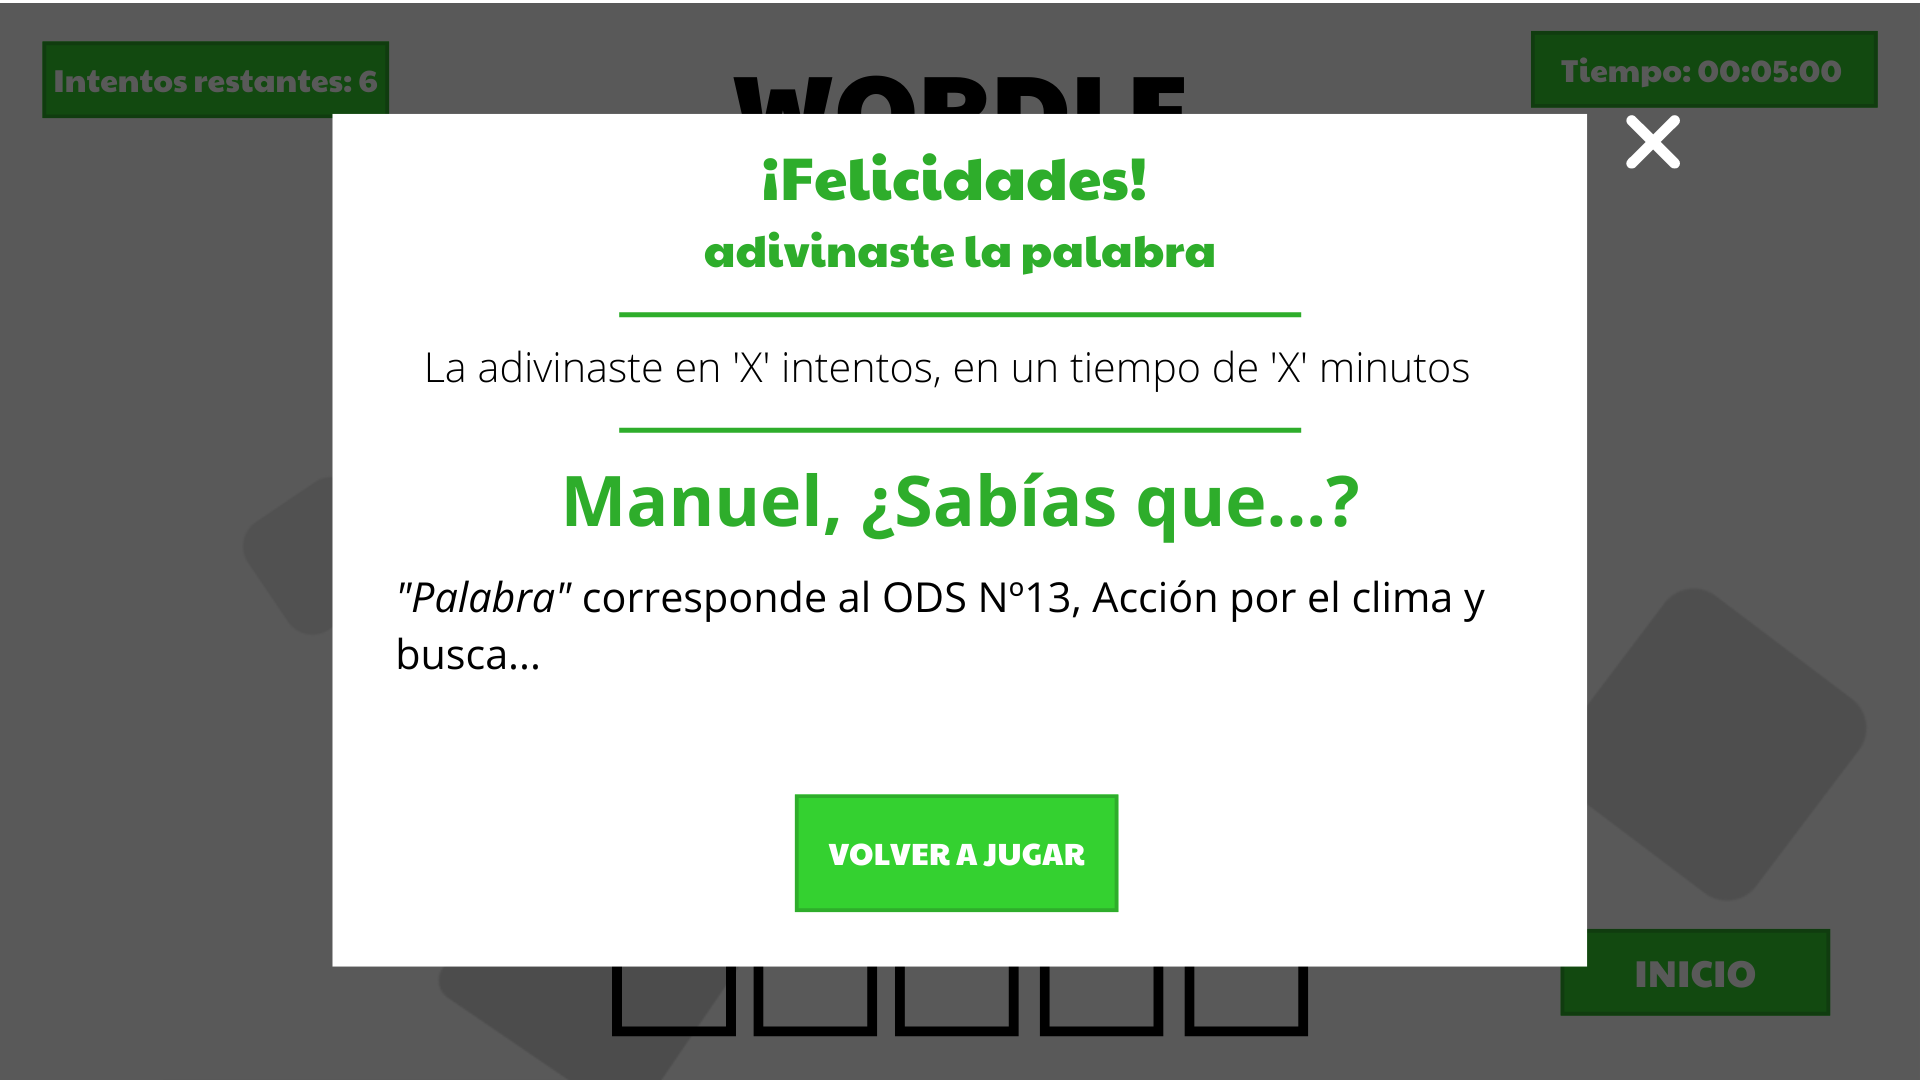 Intentos restantes: 6
WORDLE
Tiempo: 00:05:00
¡Felicidades!
adivinaste la palabra
La adivinaste en 'X' intentos, en un tiempo de 'X' minutos
Manuel, ¿Sabías que...?
"Palabra" corresponde al ODS Nº13, Acción por el clima y
busca...
VOLVER A JUGAR
INICIO